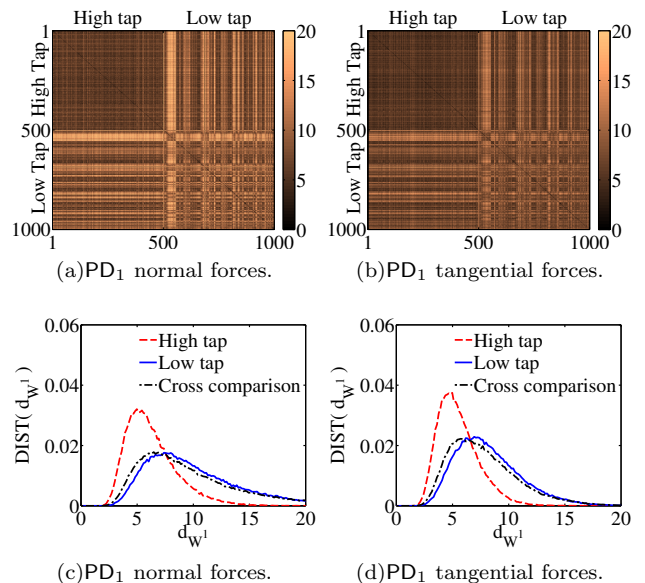 High tap Low tap
1
High Tap
500
Low Tap
1000
1 500 1000
20
15
10
5
0
(a)PD₁ normal forces.
High tap Low tap
1
High Tap
500
Low Tap
1000
1 500 1000
20
15
10
5
0
(b)PD₁ tangential forces.
0.06
0.04
0.02
0
DIST( d_W¹)
High tap
Low tap
Cross comparison
0 5 10 15 20
d_W¹
(c)PD₁ normal forces.
0.06
0.04
0.02
0
DIST( d_W¹)
High tap
Low tap
Cross comparison
0 5 10 15 20
d_W¹
(d)PD₁ tangential forces.